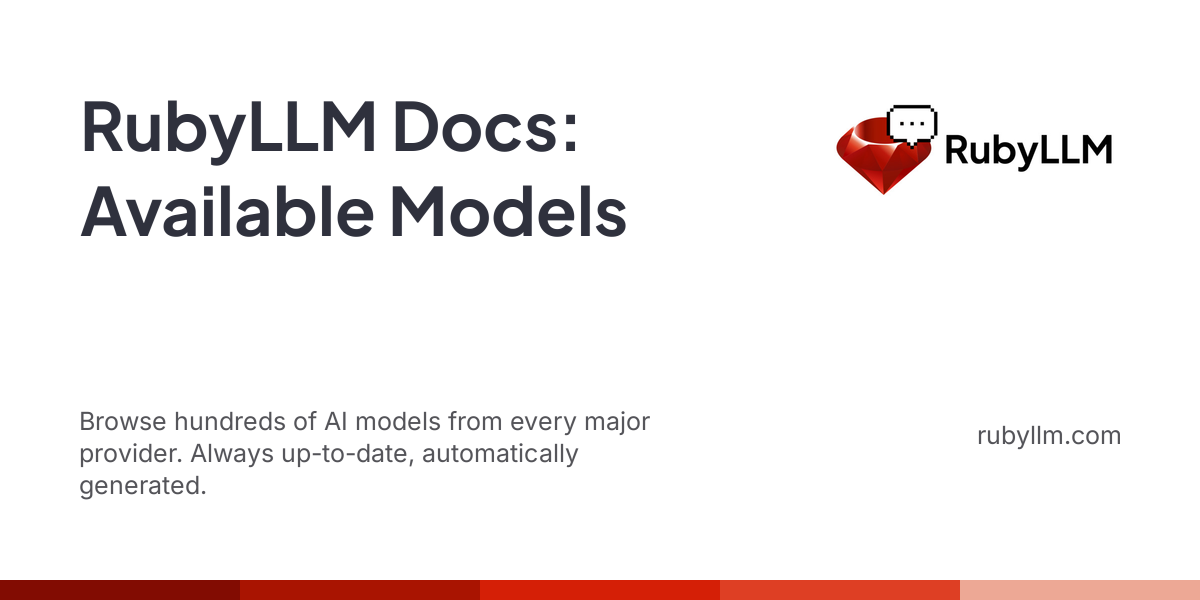 RubyLLM Docs:
Available Models
RubyLLM
Browse hundreds of AI models from every major
provider. Always up-to-date, automatically
generated.
rubyllm.com